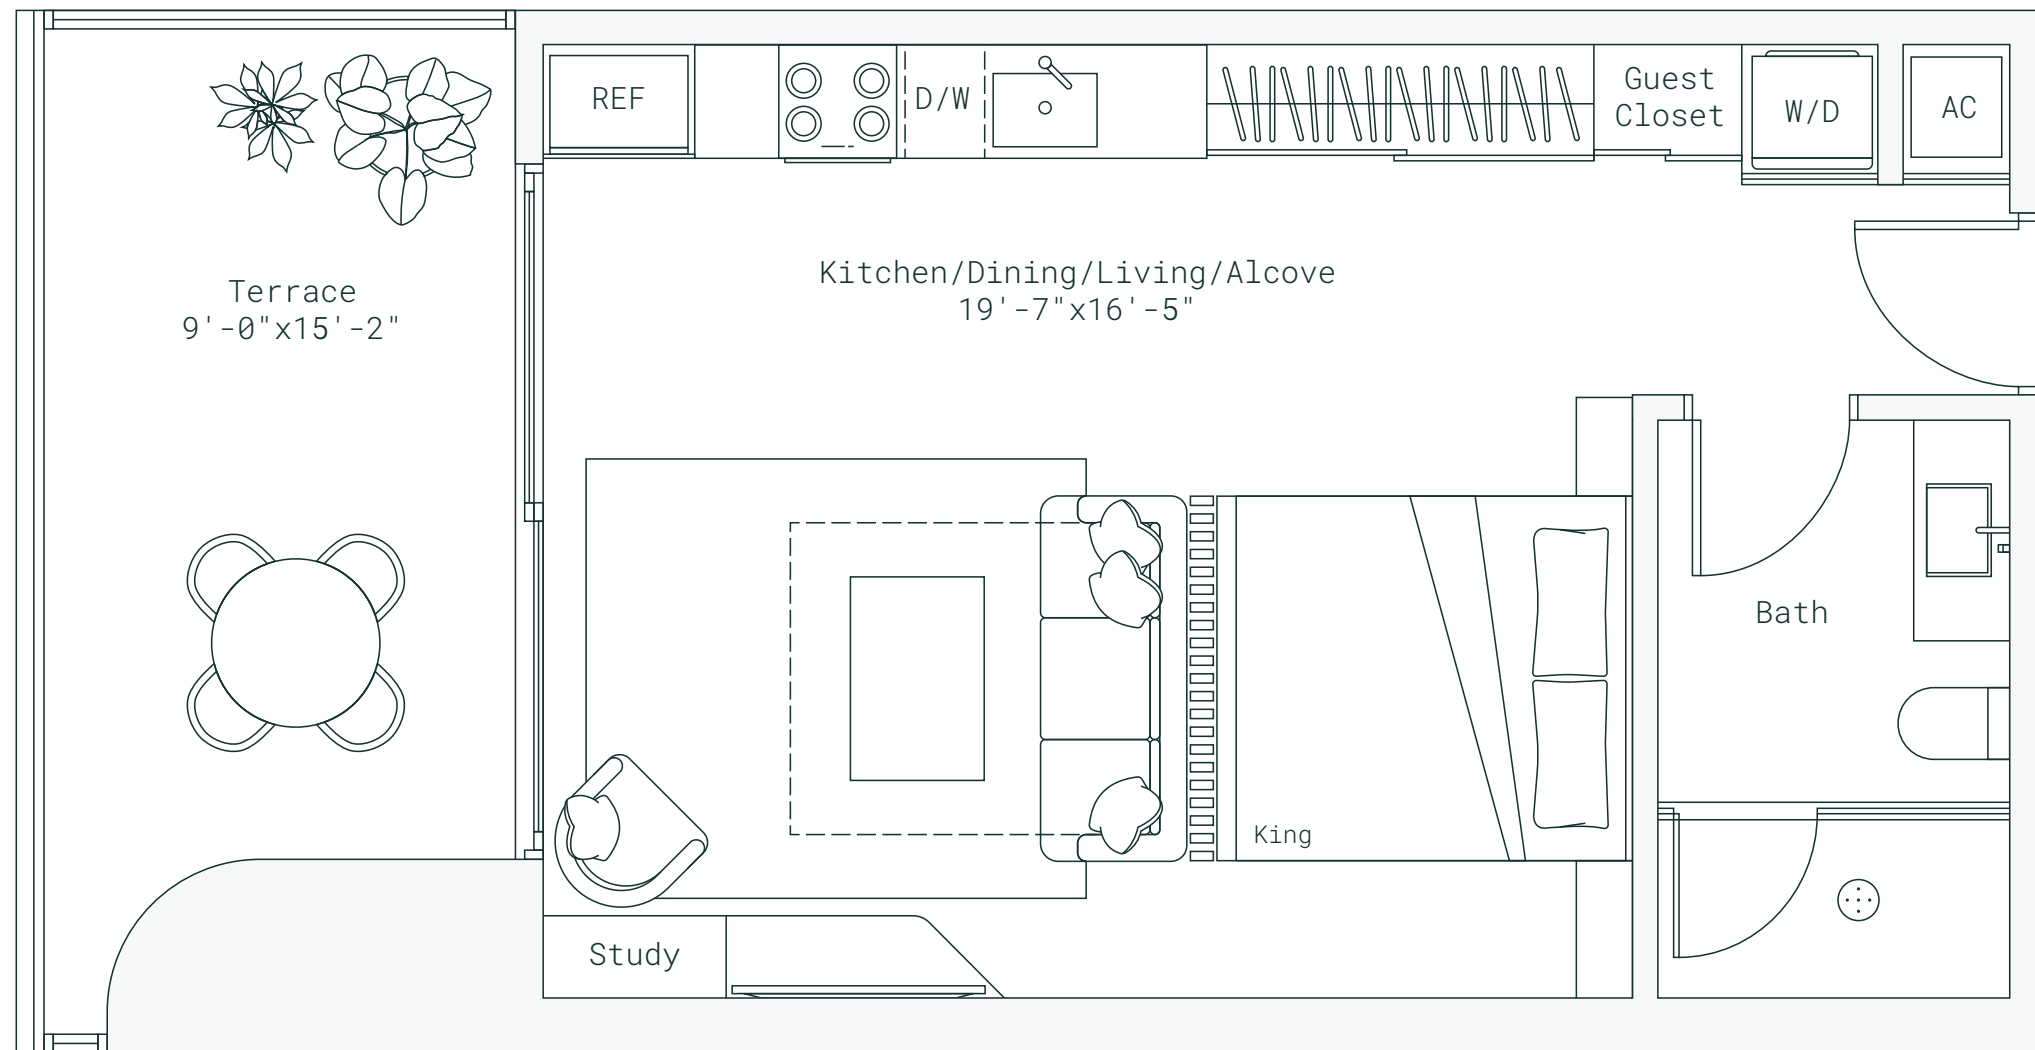 REF
D/W
Guest
Closet
W/D
AC
Kitchen/Dining/Living/Alcove
19'-7"x16'-5"
Terrace
9'-0"x15'-2"
Bath
King
Study